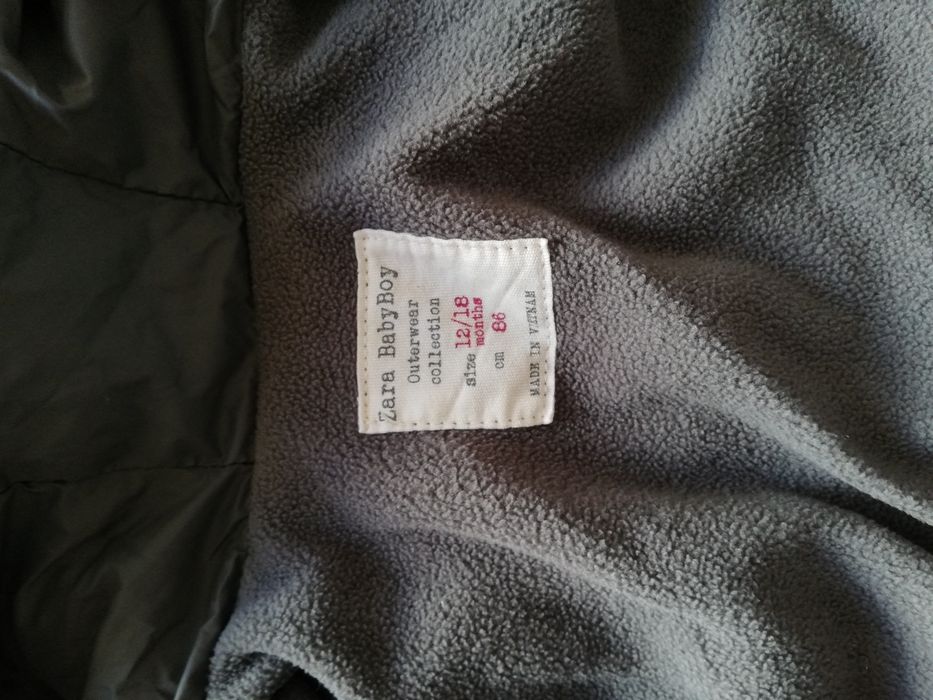 Zara BabyBoy
Outerwear
collection
size 12/18
months
cm 86
MADE IN VIETNAM